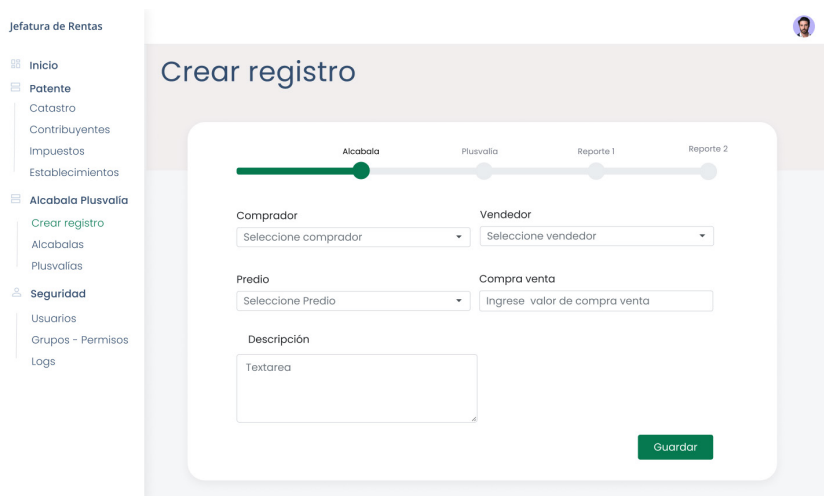 Jefatura de Rentas
Inicio
Patente
Catastro
Contribuyentes
Impuestos
Establecimientos
Alcabala Plusvalía
Crear registro
Alcabalas
Plusvalías
Seguridad
Usuarios
Grupos - Permisos
Logs
Crear registro
Alcabala
Plusvalía
Reporte 1
Reporte 2
Comprador
Vendedor
Seleccione comprador
Seleccione vendedor
Predio
Compra venta
Seleccione Predio
Ingrese valor de compra venta
Descripción
Textarea
Guardar